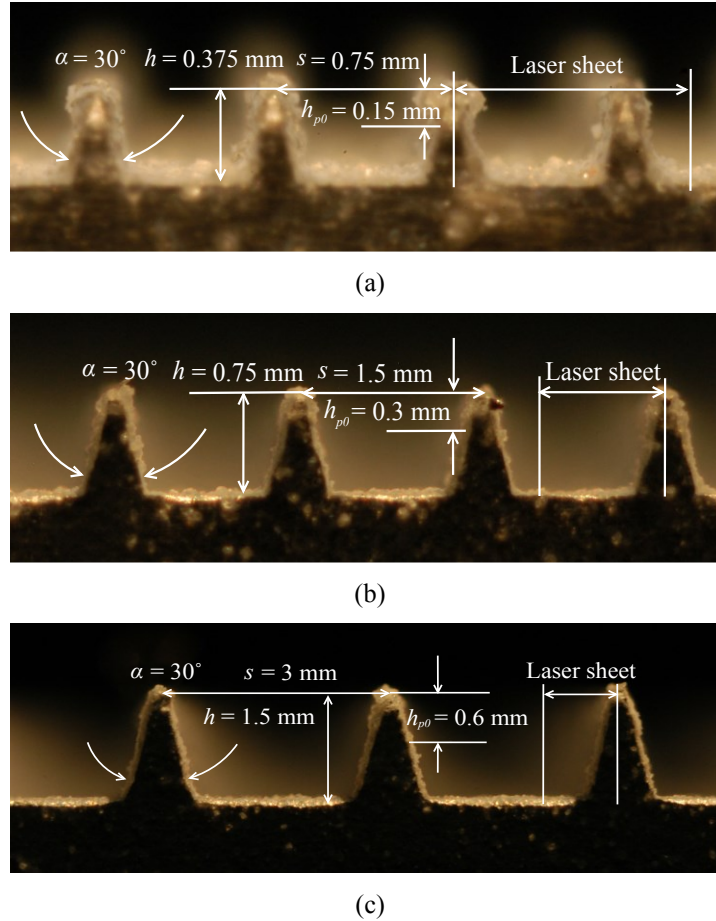 α = 30° h = 0.375 mm s = 0.75 mm Laser sheet
hp0 = 0.15 mm
(a)
α = 30° h = 0.75 mm s = 1.5 mm Laser sheet
hp0 = 0.3 mm
(b)
α = 30° s = 3 mm Laser sheet
h = 1.5 mm hp0 = 0.6 mm
(c)